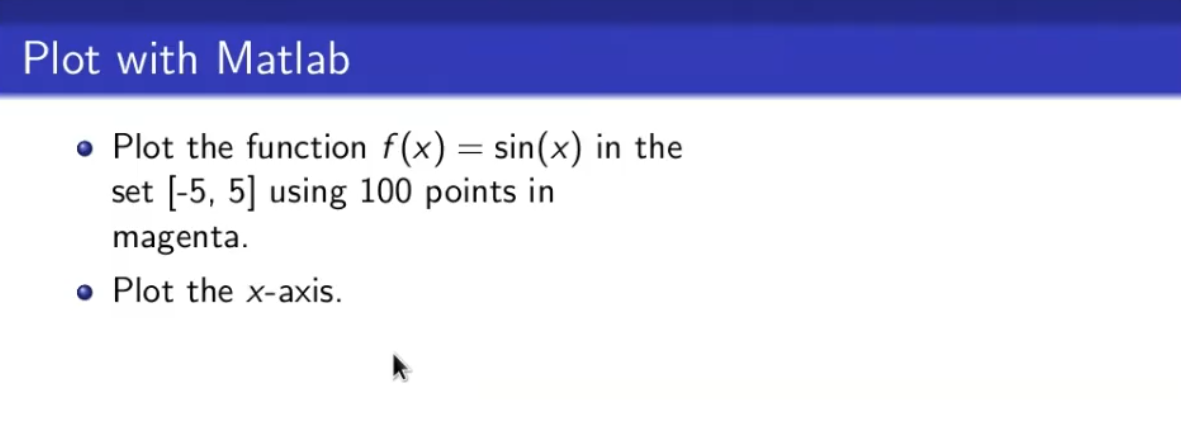 Plot with Matlab
Plot the function f(x) = sin(x) in the
set [-5, 5] using 100 points in
magenta.
Plot the x-axis.